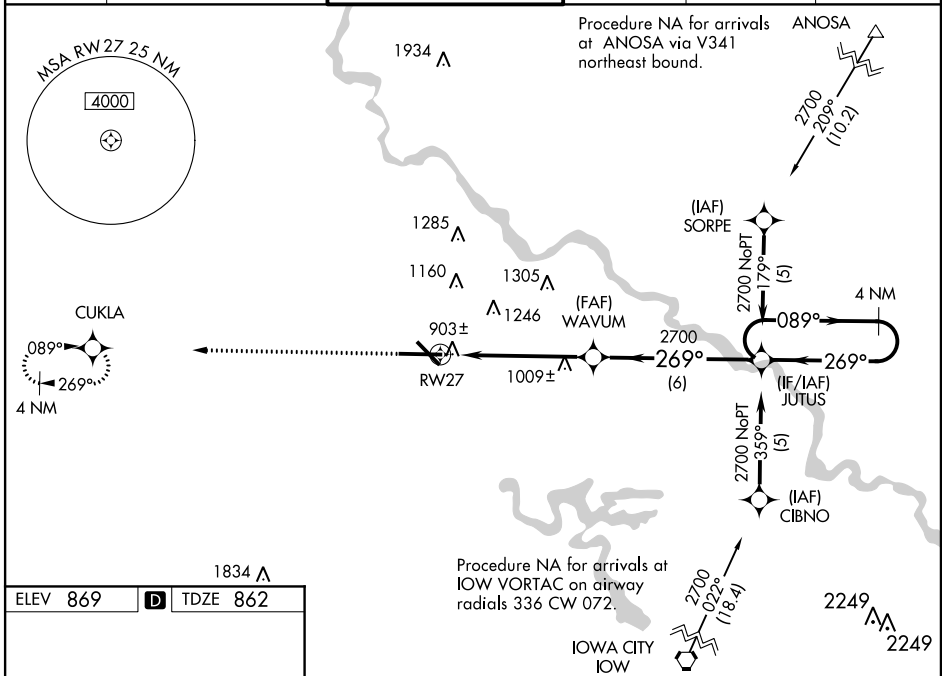 MSA RW27 25 NM
4000
1934
Procedure NA for arrivals
at ANOSA via V341
northeast bound.
ANOSA
2700
209°
(10.2)
(IAF)
SORPE
2700 NoPT
179°
(5)
4 NM
089°
1285
1160
1305
1246
(FAF)
WAVUM
903±
RW27
1009±
2700
269°
(6)
269°
(IF/IAF)
JUTUS
CUKLA
089°
269°
4 NM
2700 NoPT
359°
(5)
(IAF)
CIBNO
Procedure NA for arrivals at
IOW VORTAC on airway
radials 336 CW 072.
2700
022°
(18.4)
IOWA CITY
IOW
2249
2249
1834
ELEV 869 D TDZE 862